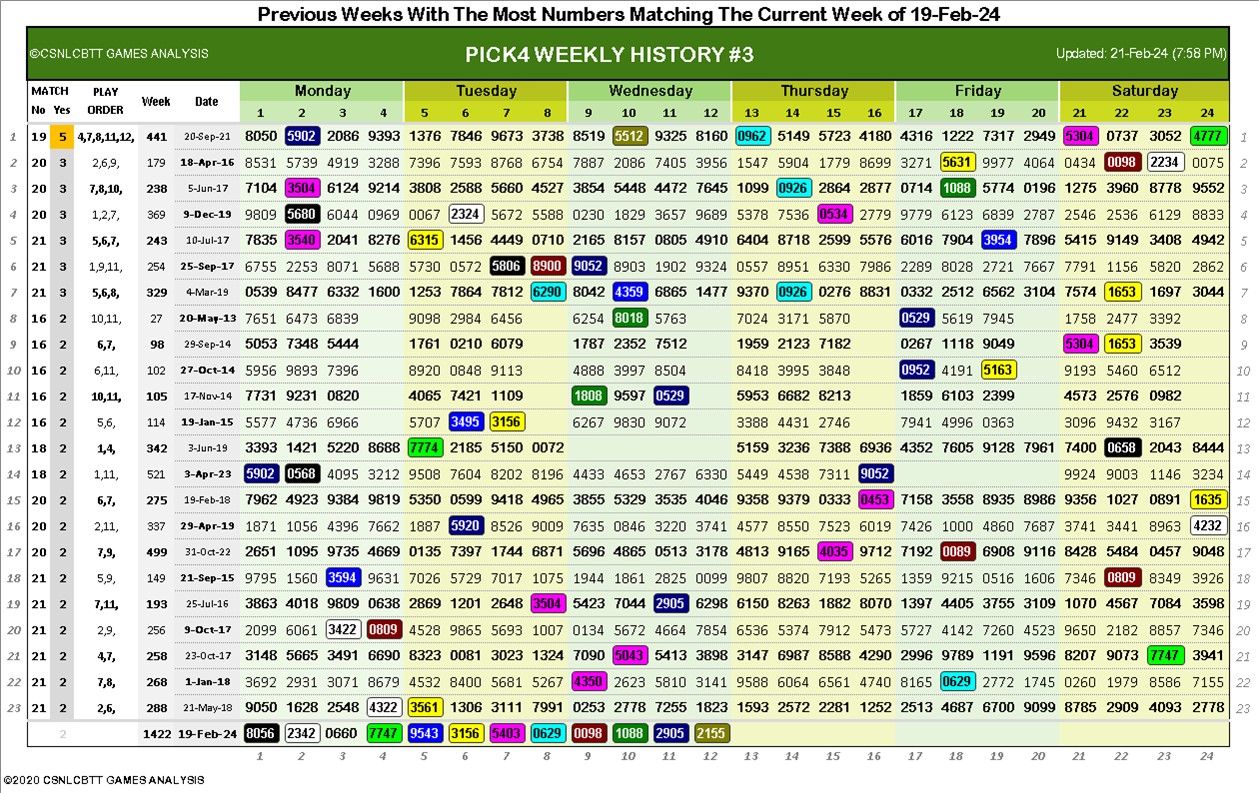 Previous Weeks With The Most Numbers Matching The Current Week of 19-Feb-24
©CSNLCBTT GAMES ANALYSIS PICK4 WEEKLY HISTORY #3 Updated: 21-Feb-24 (7:58 PM)
MATCH PLAY Week Date Monday Tuesday Wednesday Thursday Friday Saturday
No Yes ORDER 1 2 3 4 5 6 7 8 9 10 11 12 13 14 15 16 17 18 19 20 21 22 23 24
1 19 5 4,7,8,11,12, 441 20-Sep-21 8050 5902 2086 9393 1376 7846 9673 3738 8519 5512 9325 8160 0962 5149 5723 4180 4316 1222 7317 2949 5304 0737 3052 4777 1
2 20 3 2,6,9, 179 18-Apr-16 8531 5739 4919 3288 7396 7593 8768 6754 7887 2086 7405 3956 1547 5904 1779 8699 3271 5631 9977 4064 0434 0098 2234 0075 2
3 20 3 7,8,10, 238 5-Jun-17 7104 3504 6124 9214 3808 2588 5660 4527 3854 5448 4472 7645 1099 0926 2864 2877 0714 1088 5774 0196 1275 3960 8778 9552 3
4 20 3 1,2,7, 369 9-Dec-19 9809 5680 6044 0969 0067 2324 5672 5588 0230 1829 3657 9689 5378 7536 0534 2779 9779 6123 6839 2787 2546 2536 6129 8833 4
5 21 3 5,6,7, 243 10-Jul-17 7835 3540 2041 8276 6315 1456 4449 0710 2165 8157 0805 4910 6404 8718 2599 5576 6016 7904 3954 7896 5415 9149 3408 4942 5
6 21 3 1,9,11, 254 25-Sep-17 6755 2253 8071 5688 5730 0572 5806 8900 9052 8903 1902 9324 0557 8951 6330 7986 2289 8028 2721 7667 7791 1156 5820 2862 6
7 21 3 5,6,8, 329 4-Mar-19 0539 8477 6332 1600 1253 7864 7812 6290 8042 4359 6865 1477 9370 0926 0276 8831 0332 2512 6562 3104 7574 1653 1697 3044 7
8 16 2 10,11, 27 20-May-13 7651 6473 6839 9098 2984 6456 6254 8018 5763 7024 3171 5870 0529 5619 7945 1758 2477 3392 8
9 16 2 6,7, 98 29-Sep-14 5053 7348 5444 1761 0210 6079 1787 2352 7512 1959 2123 7182 0267 1118 9049 5304 1653 3539 9
10 16 2 6,11, 102 27-Oct-14 5956 9893 7396 8920 0848 9113 4888 3997 8504 8418 3995 3848 0952 4191 5163 9193 5460 6512 10
11 16 2 10,11, 105 17-Nov-14 7731 9231 0820 4065 7421 1109 1808 9597 0529 5953 6682 8213 1859 6103 2399 4573 2576 0982 11
12 16 2 5,6, 114 19-Jan-15 5577 4736 6966 5707 3495 3156 6267 9830 9072 3388 4431 2746 7941 4996 0363 3096 9432 3167 12
13 18 2 1,4, 342 3-Jun-19 3393 1421 5220 8688 7774 2185 5150 0072 5159 3236 7388 6936 4352 7605 9128 7961 7400 0658 2043 8444 13
14 18 2 1,11, 521 3-Apr-23 5902 0568 4095 3212 9508 7604 8202 8196 4433 4653 2767 6330 5449 4538 7311 9052 9924 9003 1146 3234 14
15 20 2 6,7, 275 19-Feb-18 7962 4923 9384 9819 5350 0599 9418 4965 3855 5329 3535 4046 9358 9379 0333 0453 7158 3558 8935 8986 9356 1027 0891 1635 15
16 20 2 2,11, 337 29-Apr-19 1871 1056 4396 7662 1887 5920 8526 9009 7635 0846 3220 3741 4577 8550 7523 6019 7426 1000 4860 7687 3741 3441 8963 4232 16
17 20 2 7,9, 499 31-Oct-22 2651 1095 9735 4669 0135 7397 1744 6871 5696 4865 0513 3178 4813 9165 4035 9712 7192 0089 6908 9116 8428 5484 0457 9048 17
18 21 2 5,9, 149 21-Sep-15 9795 1560 3594 9631 7026 5729 7017 1075 1944 1861 2825 0099 9807 8820 7193 5265 1359 9215 0516 1606 7346 0809 8349 3926 18
19 21 2 7,11, 193 25-Jul-16 3863 4018 9809 0638 2869 1201 2648 3504 5423 7044 2905 6298 6150 8263 1882 8070 1397 4405 3755 3109 1070 4567 7084 3598 19
20 21 2 2,9, 256 9-Oct-17 2099 6061 3422 0809 4528 9865 5693 1007 0134 5672 4664 7854 6536 5374 7912 5473 5727 4142 7260 4523 9650 2182 8857 7346 20
21 21 2 4,7, 258 23-Oct-17 3148 5665 3491 6690 8323 0081 3023 1324 7090 5043 5413 3898 3147 6987 8588 4290 2996 9789 1191 9596 8207 9073 7747 3941 21
22 21 2 7,8, 268 1-Jan-18 3692 2931 3071 8679 4532 8400 5681 5267 4350 2623 5810 3141 9588 6064 6561 4740 8165 0629 2772 1745 0260 1979 8586 7155 22
23 21 2 2,6, 288 21-May-18 9050 1628 2548 4322 3561 1306 3111 7991 0253 2778 7255 1823 1593 2572 2281 1252 2513 4687 6700 9099 8785 2909 4093 2778 23
2 1422 19-Feb-24 8056 2342 0660 7747 9543 3156 5403 0629 0098 1088 2905 2155
1 2 3 4 5 6 7 8 9 10 11 12 13 14 15 16 17 18 19 20 21 22 23 24
©2020 CSNLCBTT GAMES ANALYSIS